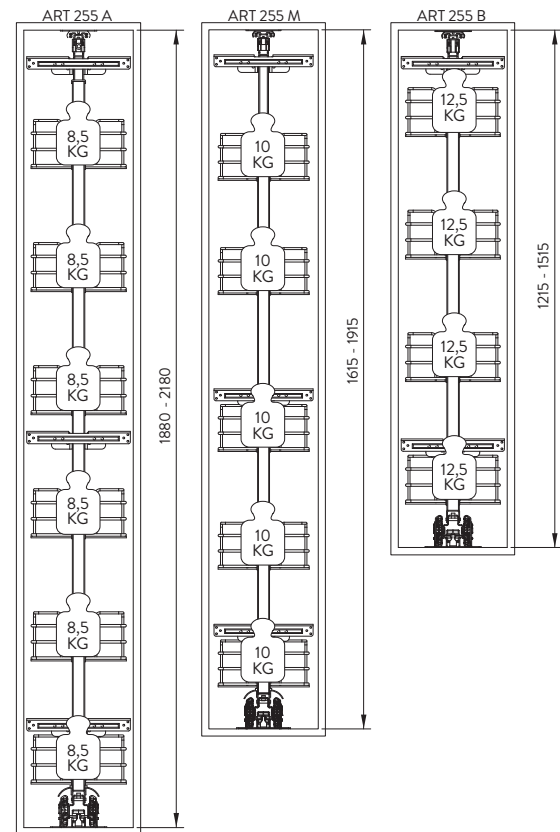 ART 255 A
8,5
KG
8,5
KG
8,5
KG
8,5
KG
8,5
KG
8,5
KG
1880 - 2180
ART 255 M
10
KG
10
KG
10
KG
10
KG
10
KG
1615 - 1915
ART 255 B
12,5
KG
12,5
KG
12,5
KG
12,5
KG
1215 - 1515